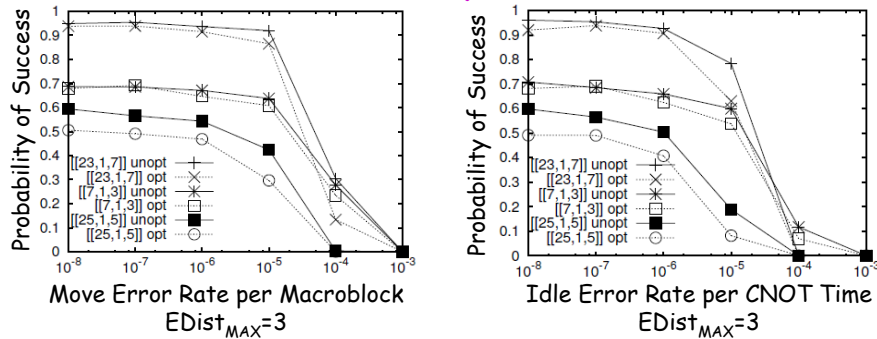 Probability of Success
1
0.9
0.8
0.7
0.6
0.5
0.4
0.3
0.2
0.1
0
[[23,1,7]] unopt
[[23,1,7]] opt
[[7,1,3]] unopt
[[7,1,3]] opt
[[25,1,5]] unopt
[[25,1,5]] opt
10-8 10-7 10-6 10-5 10-4 10-3
Move Error Rate per Macroblock
EDistMAX=3
Probability of Success
1
0.9
0.8
0.7
0.6
0.5
0.4
0.3
0.2
0.1
0
[[23,1,7]] unopt
[[23,1,7]] opt
[[7,1,3]] unopt
[[7,1,3]] opt
[[25,1,5]] unopt
[[25,1,5]] opt
10-8 10-7 10-6 10-5 10-4 10-3
Idle Error Rate per CNOT Time
EDistMAX=3